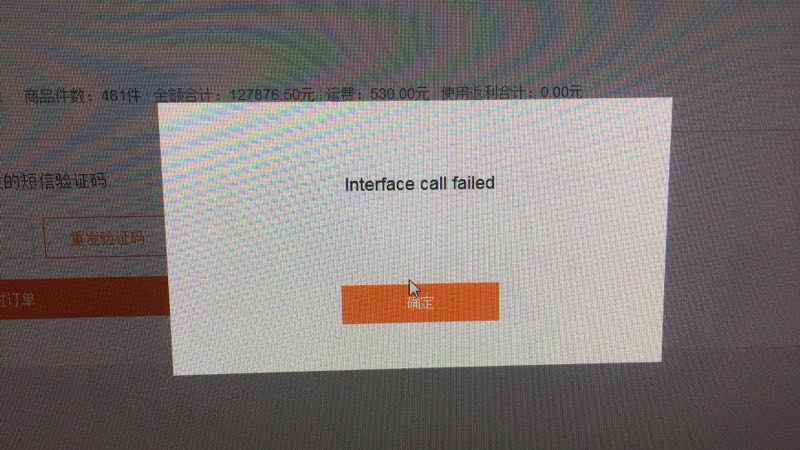 商品件数：481件 金额合计：127876.50元 运费：530.00元 使用返利合计：0.00元
的短信验证码
Interface call failed
重发验证码
订单
确定